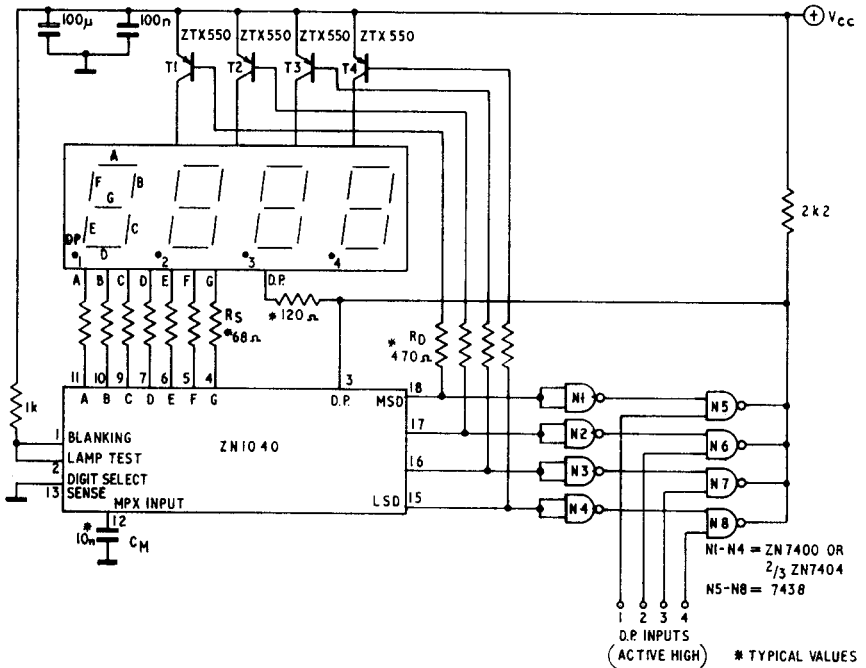 100μ
100n
ZTX550 ZTX550 ZTX550 ZTX550
Vcc
T1 T2 T3 T4
A
F B
G
E C
D
DP
*1 *2 *3 *4
2k2
A B C D E F G D.P.
RS
*68Ω
*120Ω
* RD
470Ω
11 10 9 7 6 5 4 3
A B C D E F G D.P.
MSD 18
17
16
LSD 15
1k
1 BLANKING
2 LAMP TEST
13 DIGIT SELECT
SENSE
MPX INPUT
12
ZN1040
*
10n CM
N1 N5
N2 N6
N3 N7
N4 N8
N1-N4 = ZN7400 OR
2/3 ZN7404
N5-N8 = 7438
1 2 3 4
D.P. INPUTS
(ACTIVE HIGH)
* TYPICAL VALUES